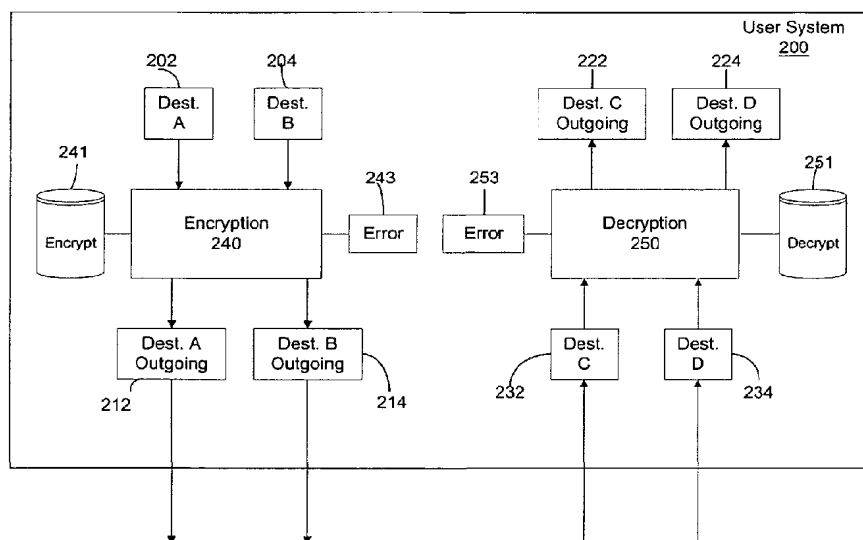 User System
200
202
204
222
224
Dest.
A
Dest.
B
Dest. C
Outgoing
Dest. D
Outgoing
241
243
253
251
Encrypt
Encryption
240
Error
Error
Decryption
250
Decrypt
Dest. A
Outgoing
Dest. B
Outgoing
Dest.
C
Dest.
D
212
214
232
234